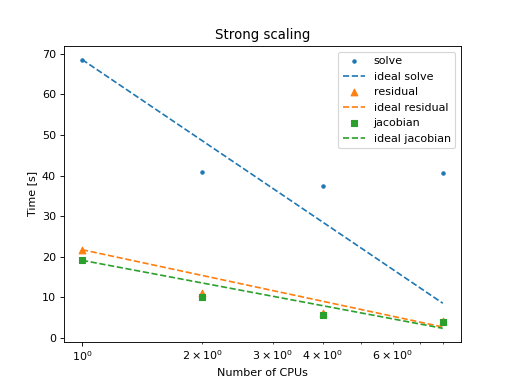 Strong scaling
Time [s]
70
60
50
40
30
20
10
0
solve
ideal solve
residual
ideal residual
jacobian
ideal jacobian
10⁰
2 × 10⁰
3 × 10⁰
4 × 10⁰
6 × 10⁰
Number of CPUs